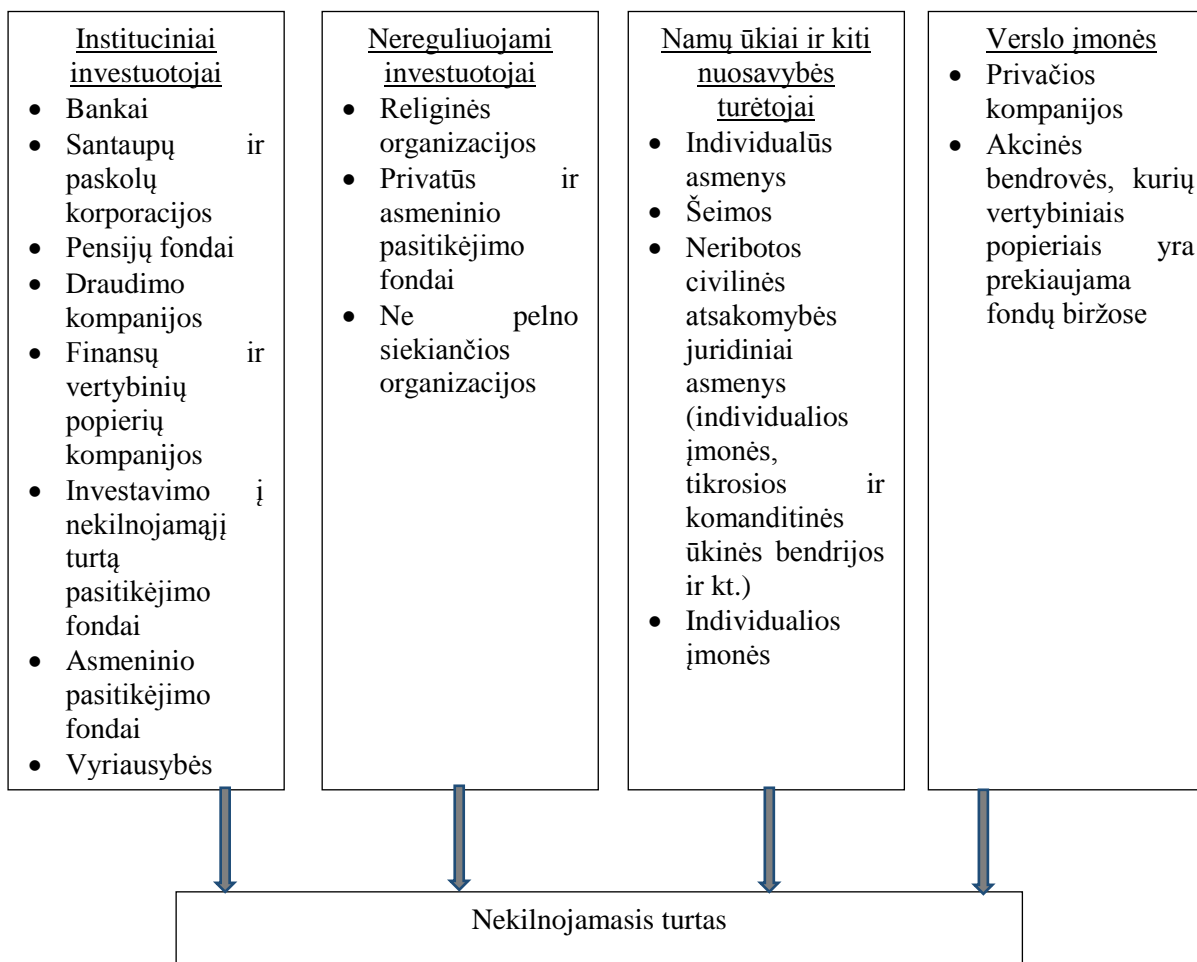 Instituciniai
investuotojai
• Bankai
• Santaupų ir
paskolų
korporacijos
• Pensijų fondai
• Draudimo
kompanijos
• Finansų ir
vertybinių
popierių
kompanijos
• Investavimo į
nekilnojamąjį
turtą
pasitikėjimo
fondai
• Asmeninio
pasitikėjimo
fondai
• Vyriausybės
Nereguliuojami
investuotojai
• Religinės
organizacijos
• Privatūs ir
asmeninio
pasitikėjimo
fondai
• Ne pelno
siekiančios
organizacijos
Namų ūkiai ir kiti
nuosavybės
turėtojai
• Individualūs
asmenys
• Šeimos
• Neribotos
civilinės
atsakomybės
juridiniai
asmenys
(individualios
įmonės,
tikrosios ir
komanditinės
ūkinės bendrijos
ir kt.)
• Individualios
įmonės
Verslo įmonės
• Privačios
kompanijos
• Akcinės
bendrovės, kurių
vertybiniais
popieriais yra
prekiaujama
fondų biržose
Nekilnojamasis turtas